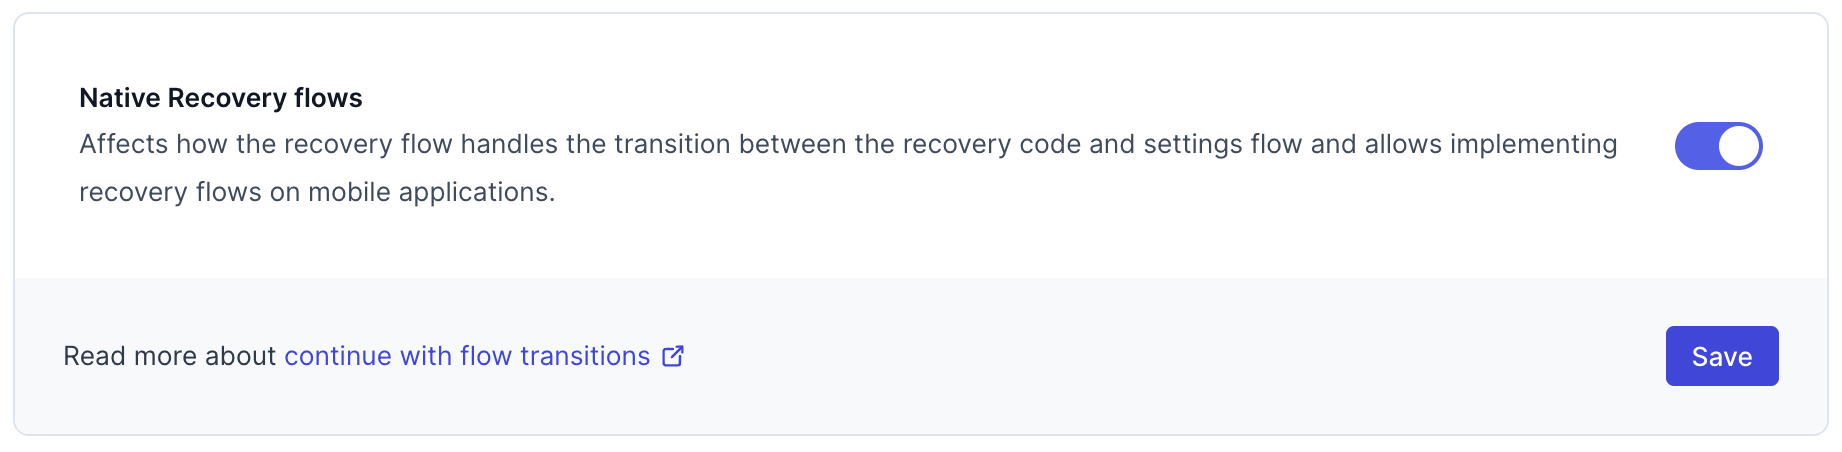 Native Recovery flows
Affects how the recovery flow handles the transition between the recovery code and settings flow and allows implementing
recovery flows on mobile applications.
Read more about continue with flow transitions
Save